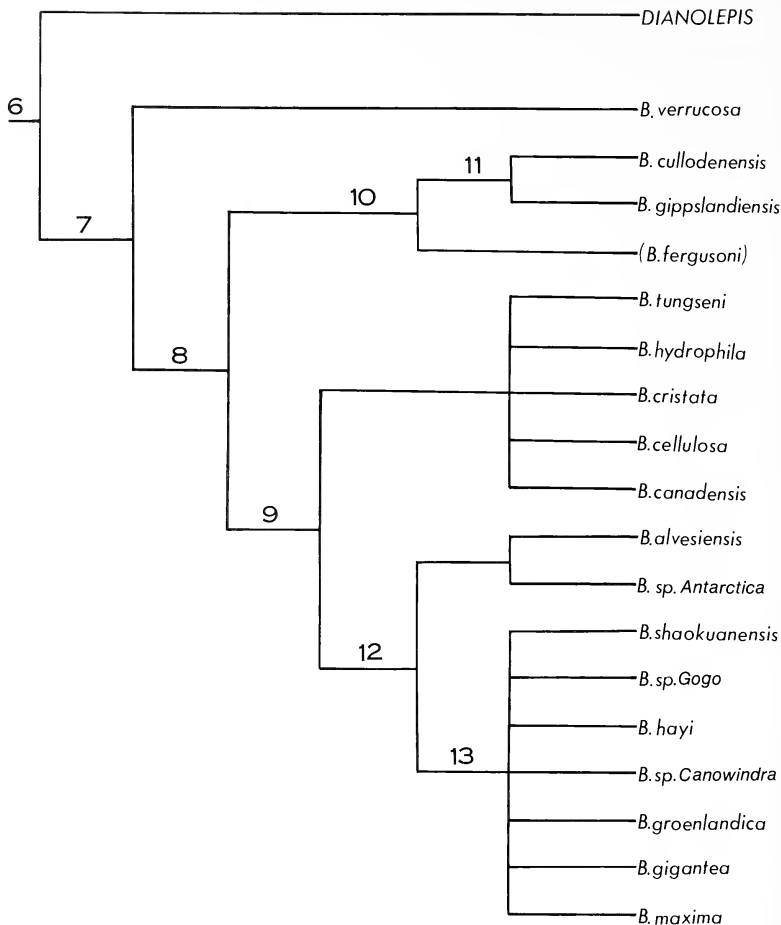 DIANOLEPIS
6
B. verrucosa
B. cullodenensis
11
10
B. gippslandiensis
7
(B. fergusoni)
B. tungseni
8
B. hydrophila
B. cristata
B. cellulosa
B. canadensis
9
B. alvesiensis
B. sp. Antarctica
B. shaokuanensis
12
B. sp. Gogo
B. hayi
13
B. sp. Canowindra
B. groenlandica
B. gigantea
B. maxima